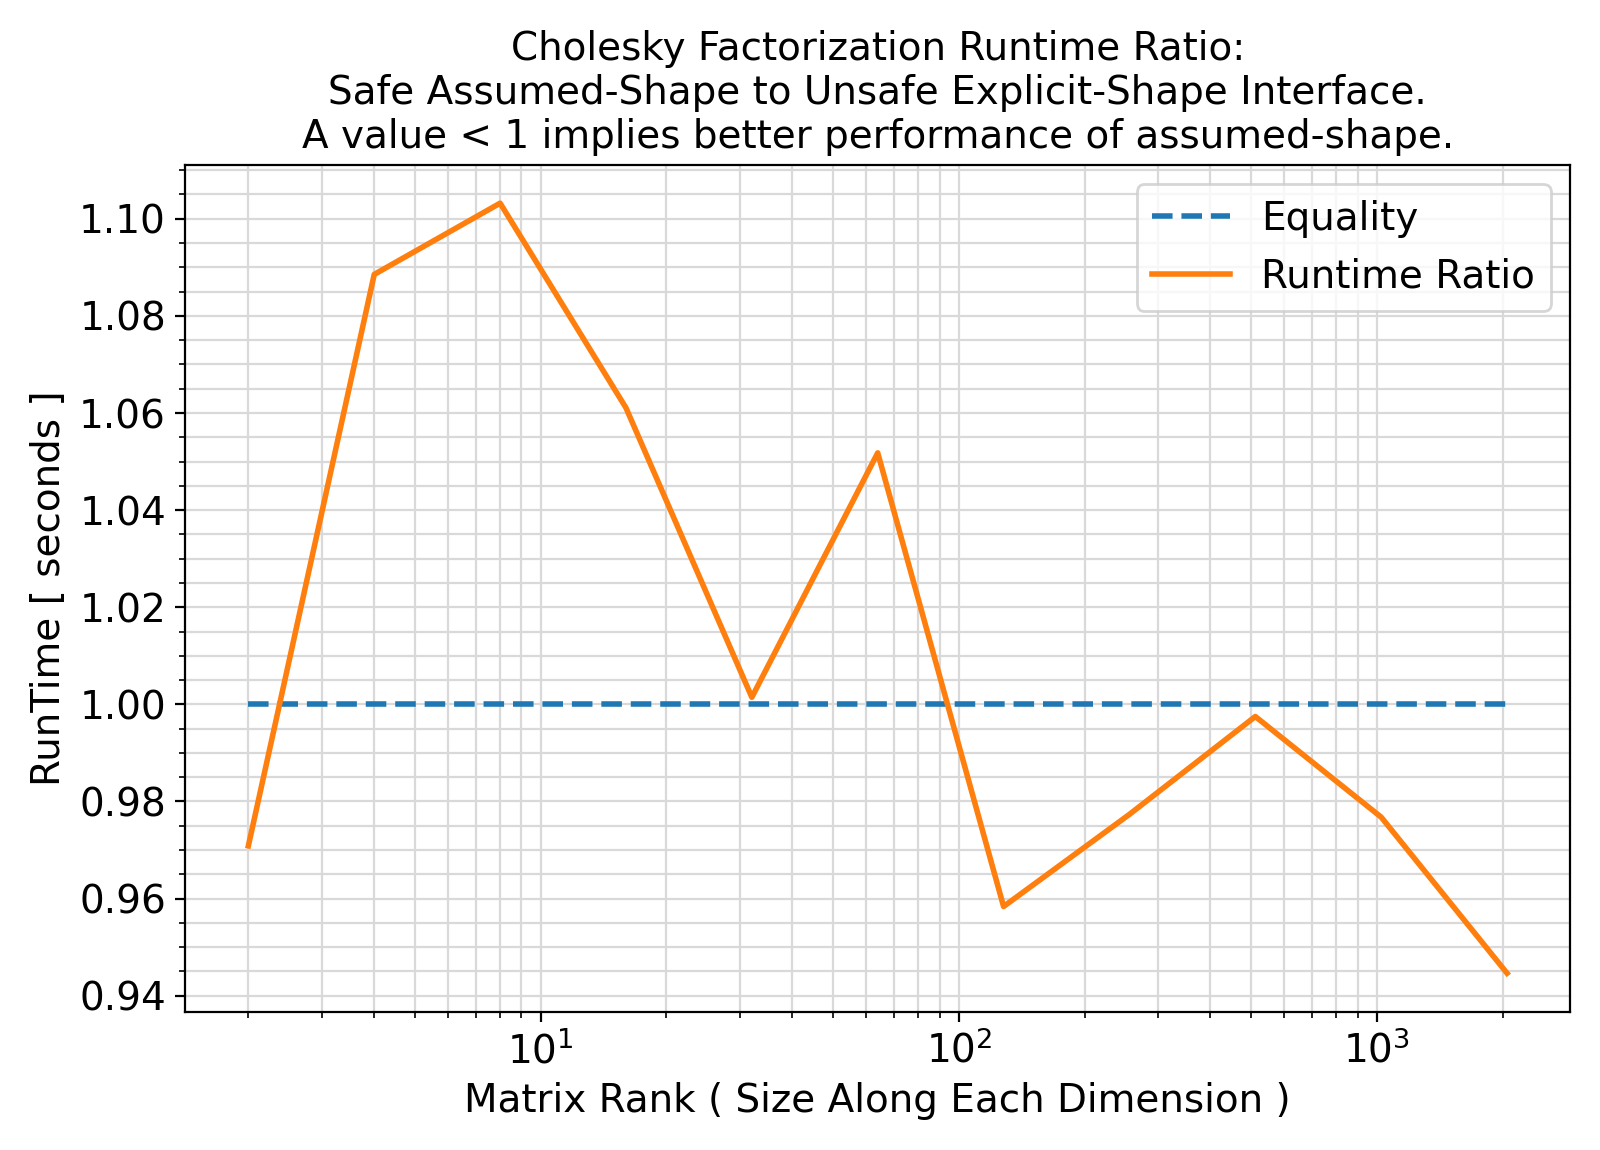 Cholesky Factorization Runtime Ratio:
Safe Assumed-Shape to Unsafe Explicit-Shape Interface.
A value < 1 implies better performance of assumed-shape.
Equality
Runtime Ratio
RunTime [ seconds ]
1.10
1.08
1.06
1.04
1.02
1.00
0.98
0.96
0.94
10¹ 10² 10³
Matrix Rank ( Size Along Each Dimension )